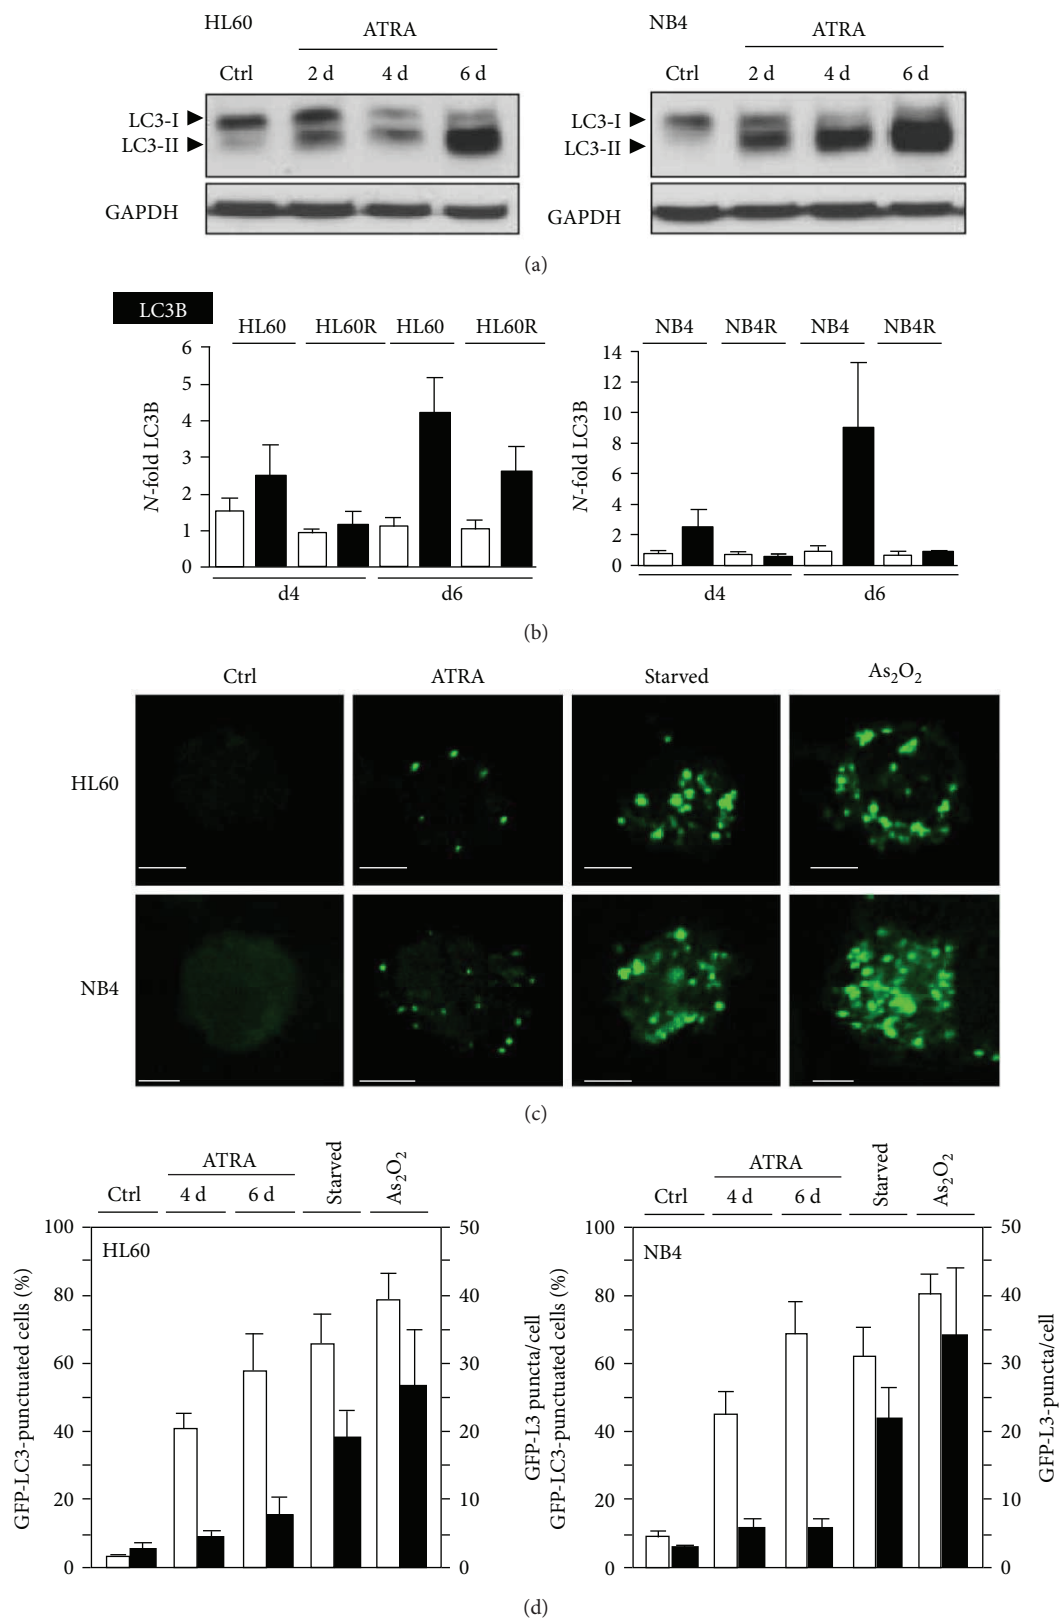 HL60
ATRA
Ctrl 2 d 4 d 6 d
LC3-I
LC3-II
GAPDH
NB4
ATRA
Ctrl 2 d 4 d 6 d
LC3-I
LC3-II
GAPDH
(a)
LC3B
HL60 HL60R HL60 HL60R
N-fold LC3B
6
5
4
3
2
1
0
d4 d6
NB4 NB4R NB4 NB4R
N-fold LC3B
14
12
10
8
6
4
2
0
d4 d6
(b)
Ctrl ATRA Starved As₂O₂
HL60
NB4
(c)
ATRA
Ctrl 4 d 6 d Starved As₂O₂
HL60
GFP-LC3-punctuated cells (%)
100
80
60
40
20
0
50
40
30
20
10
0
GFP-L3 puncta/cell
ATRA
Ctrl 4 d 6 d Starved As₂O₂
NB4
GFP-LC3-punctuated cells (%)
100
80
60
40
20
0
50
40
30
20
10
0
GFP-L3-puncta/cell
(d)